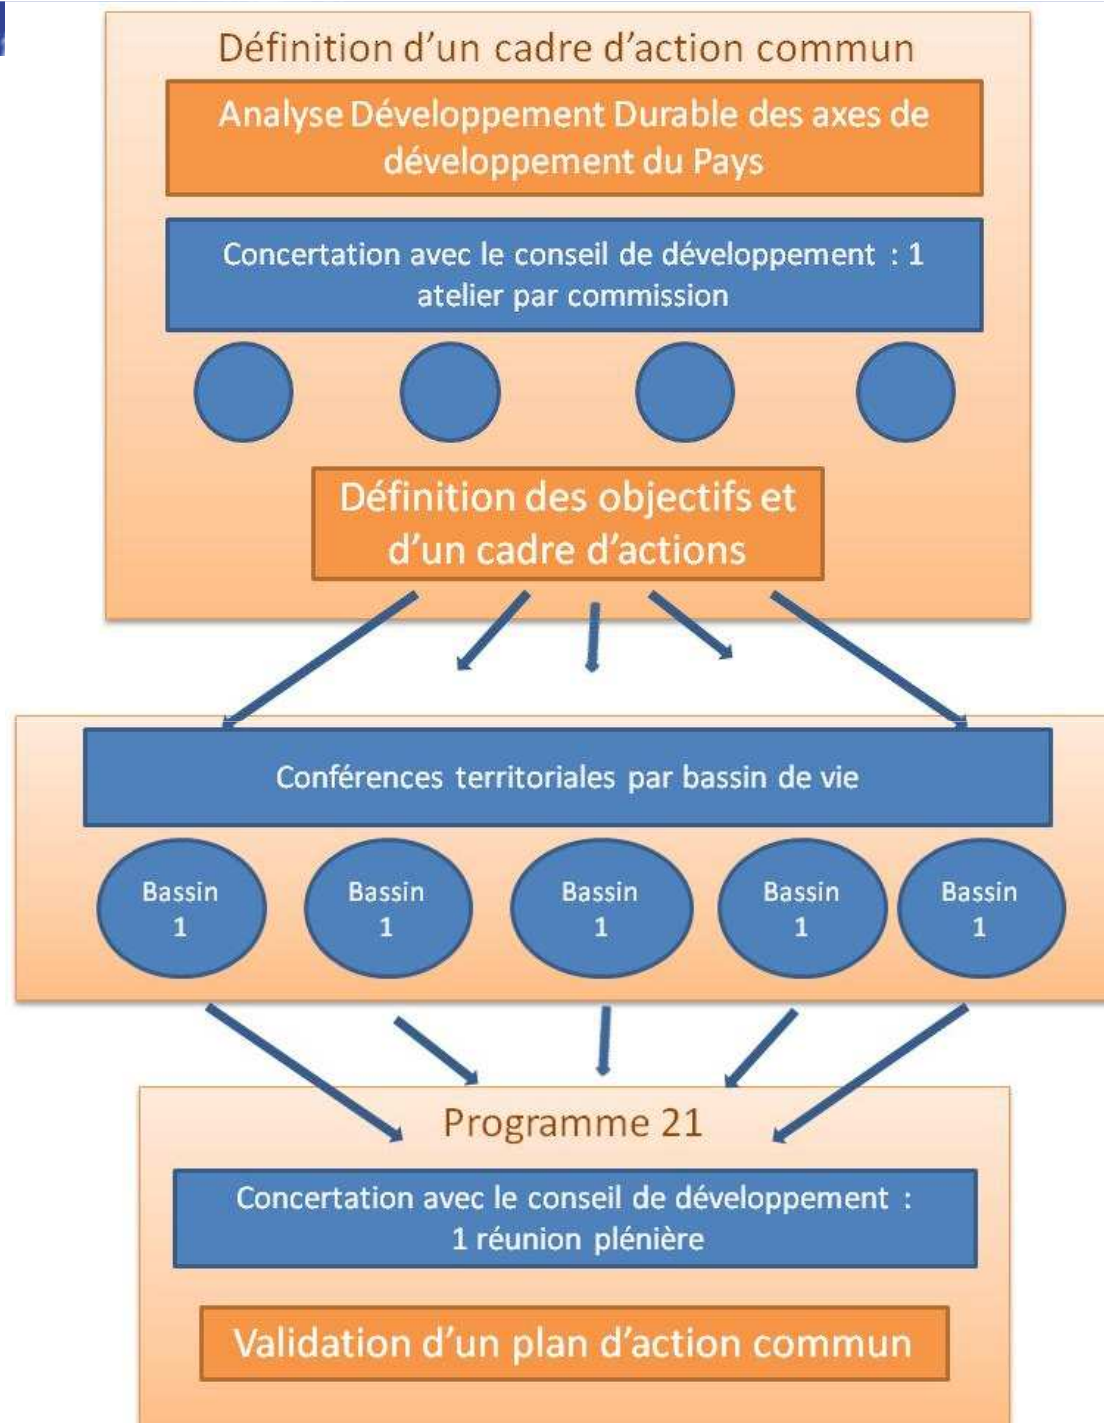 Définition d’un cadre d’action commun
Analyse Développement Durable des axes de
développement du Pays
Concertation avec le conseil de développement : 1
atelier par commission
Définition des objectifs et
d’un cadre d’actions
Conférences territoriales par bassin de vie
Bassin
1
Bassin
1
Bassin
1
Bassin
1
Bassin
1
Programme 21
Concertation avec le conseil de développement :
1 réunion plénière
Validation d’un plan d’action commun